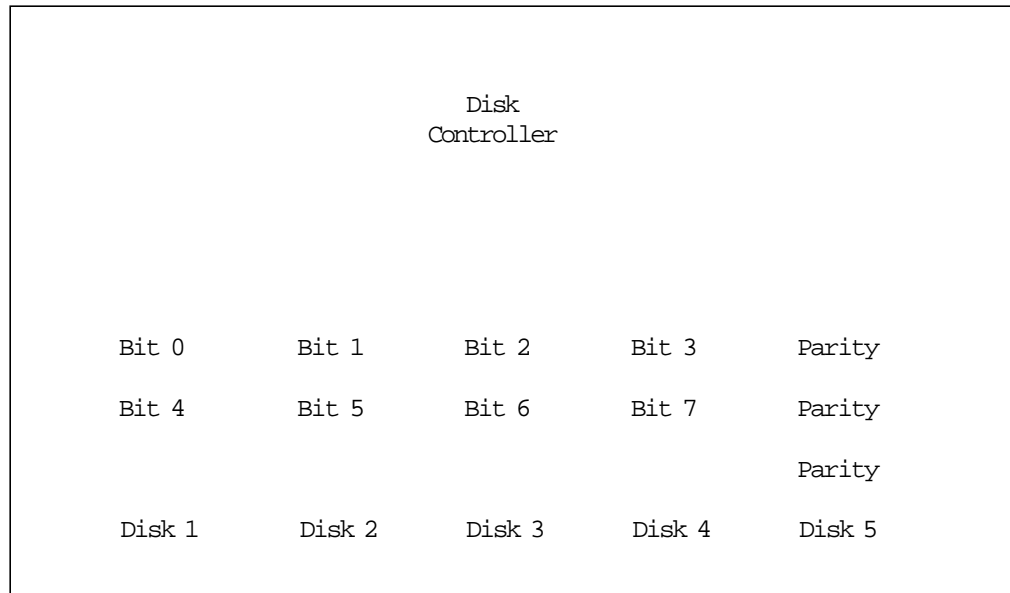 Disk
Controller
Bit 0 Bit 1 Bit 2 Bit 3 Parity
Bit 4 Bit 5 Bit 6 Bit 7 Parity
Parity
Disk 1 Disk 2 Disk 3 Disk 4 Disk 5